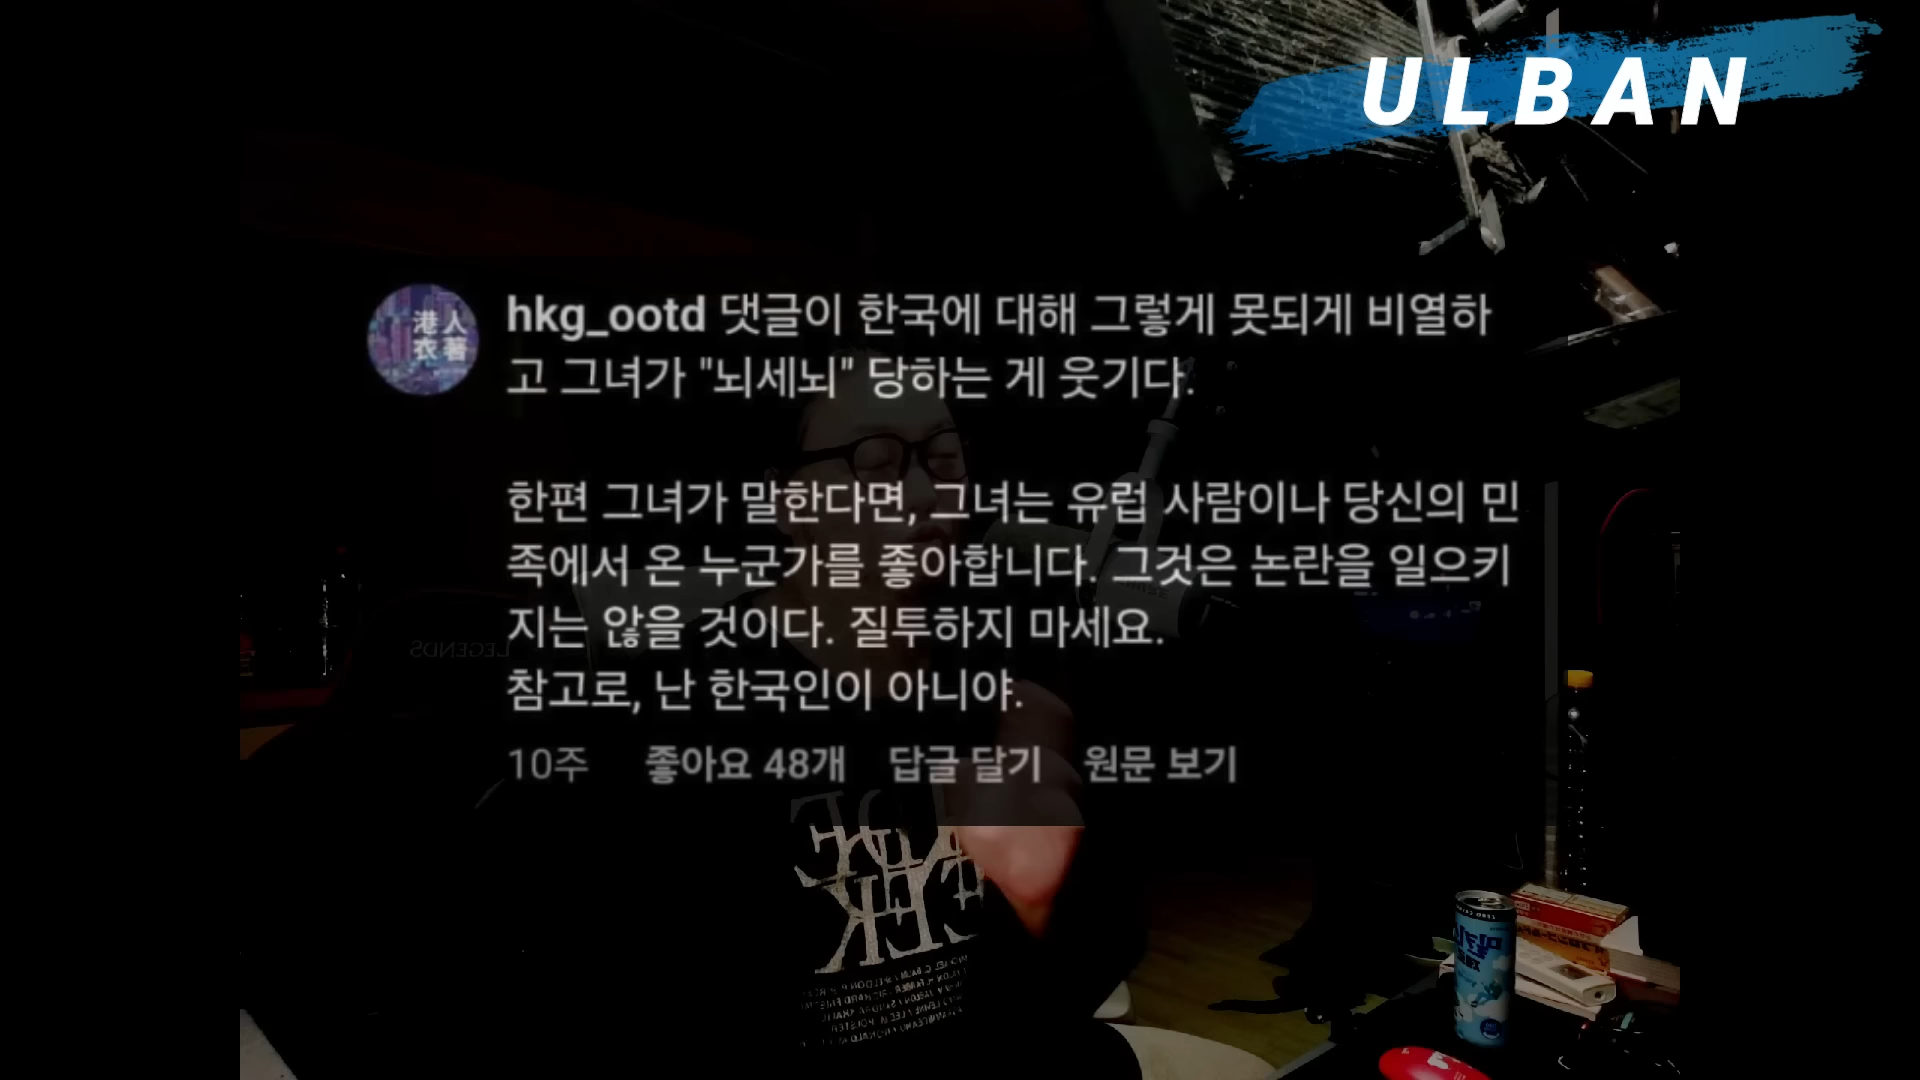 ULBAN
港人
衣著
hkg_ootd 댓글이 한국에 대해 그렇게 못되게 비열하
고 그녀가 "뇌세뇌" 당하는 게 웃기다.
한편 그녀가 말한다면, 그녀는 유럽 사람이나 당신의 민
족에서 온 누군가를 좋아합니다. 그것은 논란을 일으키
지는 않을 것이다. 질투하지 마세요.
참고로, 난 한국인이 아니야.
10주 좋아요 48개 답글 달기 원문 보기
LEGENDS